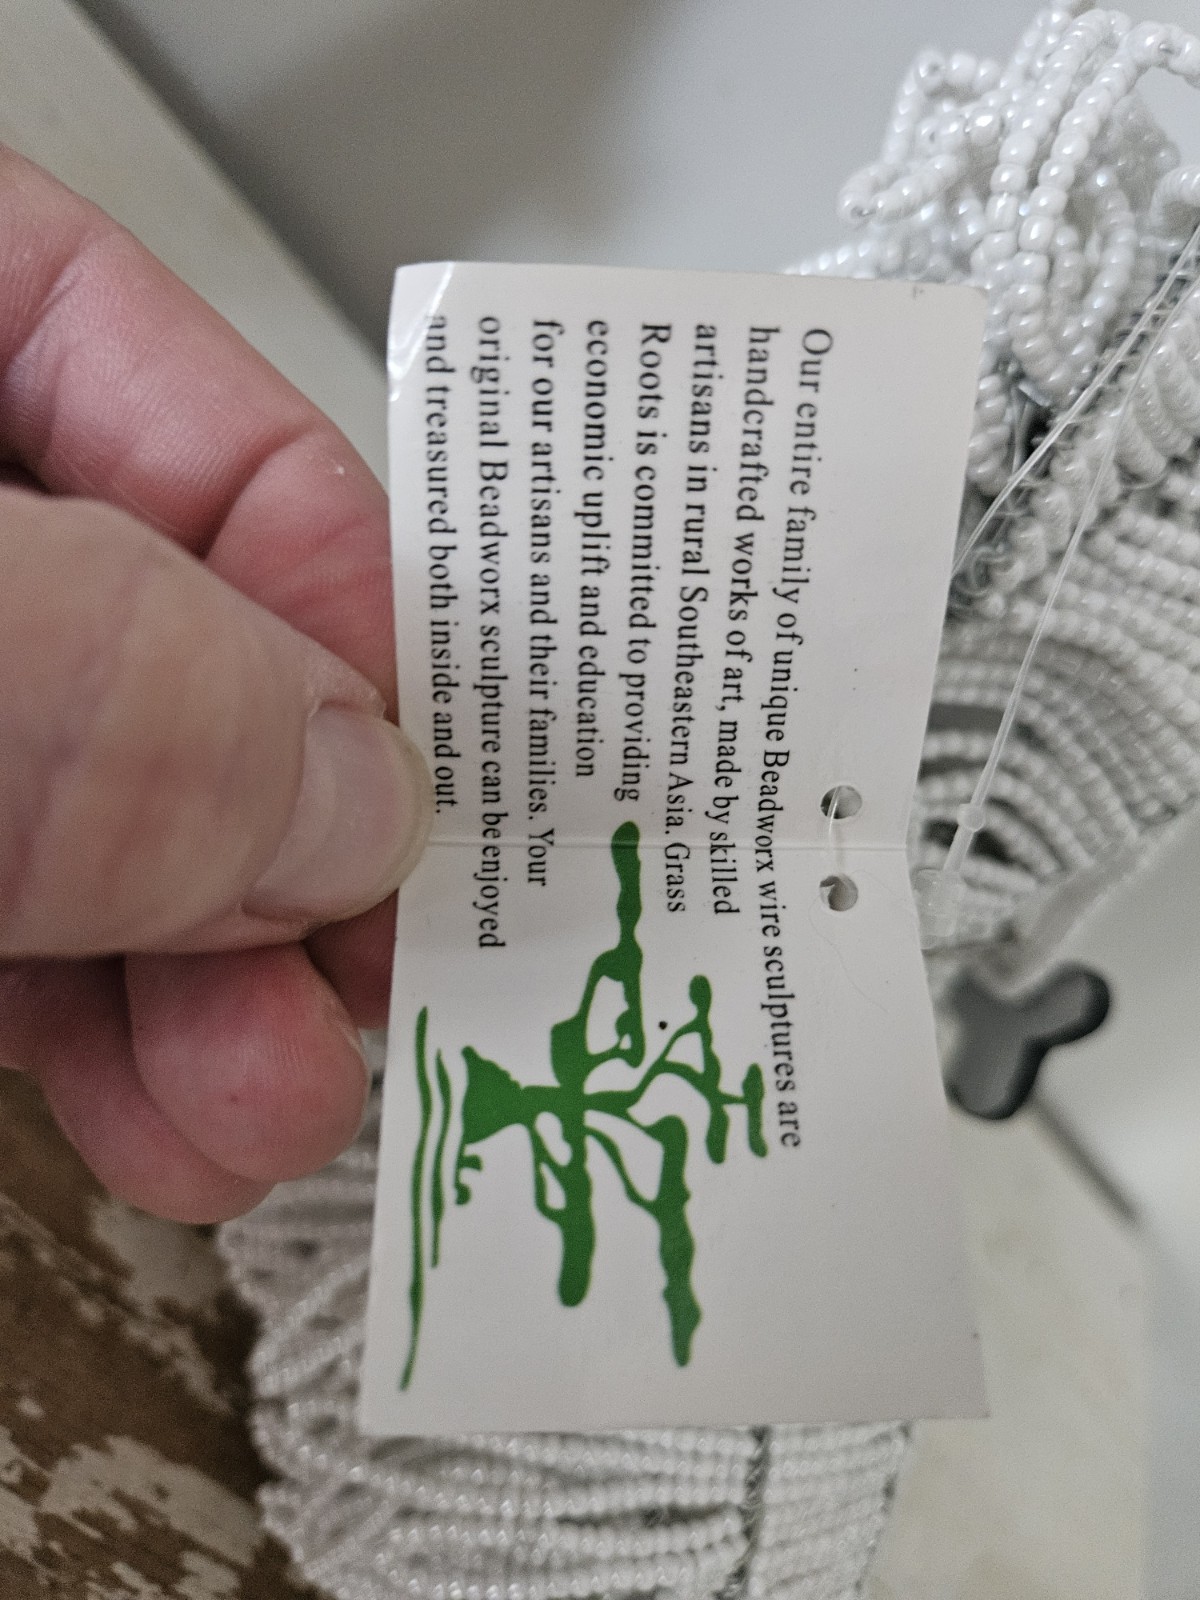 Our entire family of unique Beadworx wire sculptures are
handcrafted works of art, made by skilled
artisans in rural Southeastern Asia. Grass
Roots is committed to providing
economic uplift and education
for our artisans and their families. Your
original Beadworx sculpture can be enjoyed
and treasured both inside and out.